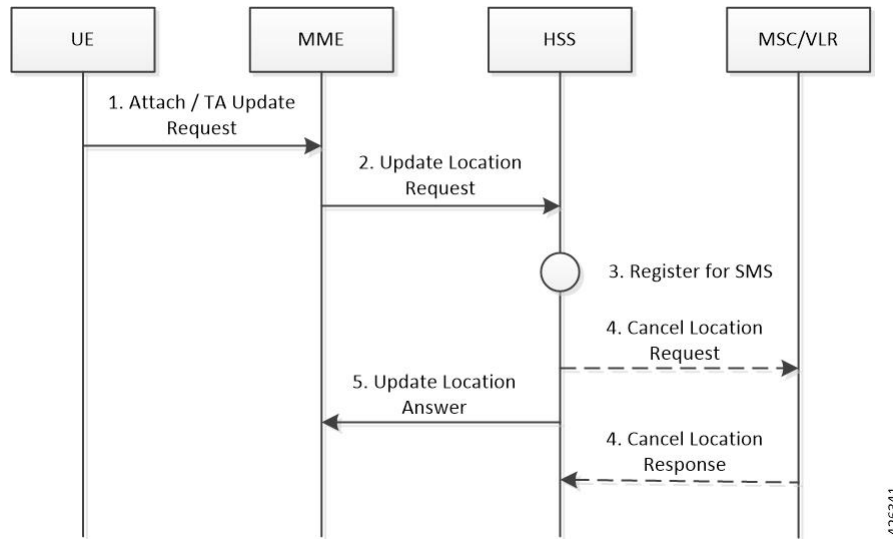 UE
MME
HSS
MSC/VLR
1. Attach / TA Update
Request
2. Update Location
Request
3. Register for SMS
4. Cancel Location
Request
5. Update Location
Answer
4. Cancel Location
Response